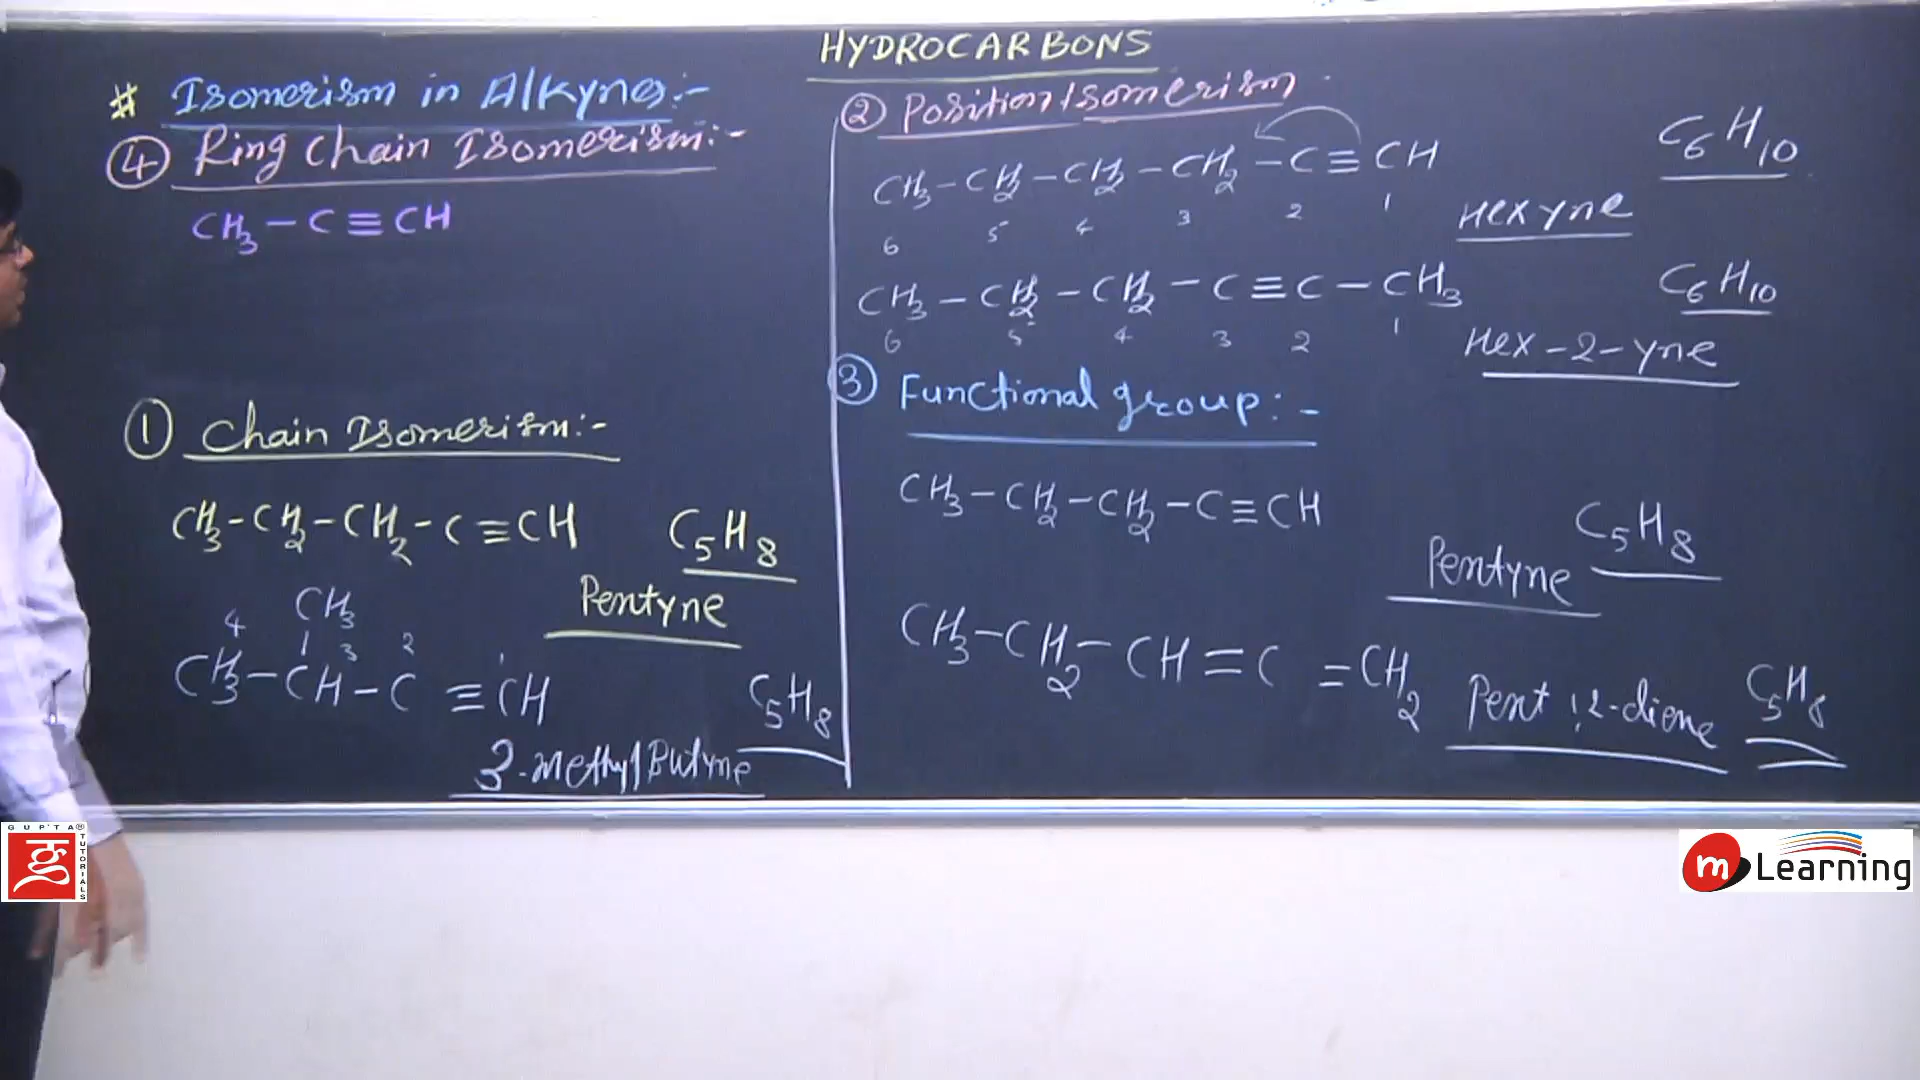 HYDROCARBONS
# Isomerism in Alkynes:-
④ Ring Chain Isomerism:-
CH₃ – C ≡ CH
① Chain Isomerism:-
CH₃ – CH₂ – CH₂ – C ≡ CH C₅H₈
Pentyne
CH₃
4 3 2 1
CH₃ – CH – C ≡ CH C₅H₈
3-methyl Butyne
② Position Isomerism
CH₃ – CH₂ – CH₂ – CH₂ – C ≡ CH C₆H₁₀
6 5 4 3 2 1
Hexyne
CH₃ – CH₂ – CH₂ – C ≡ C – CH₃ C₆H₁₀
6 5 4 3 2 1
Hex-2-yne
③ Functional group:-
CH₃ – CH₂ – CH₂ – C ≡ CH C₅H₈
Pentyne
CH₃ – CH₂ – CH = C = CH₂
Pent 1,2-diene C₅H₈
GUPTA®
TUTORIALS
m Learning